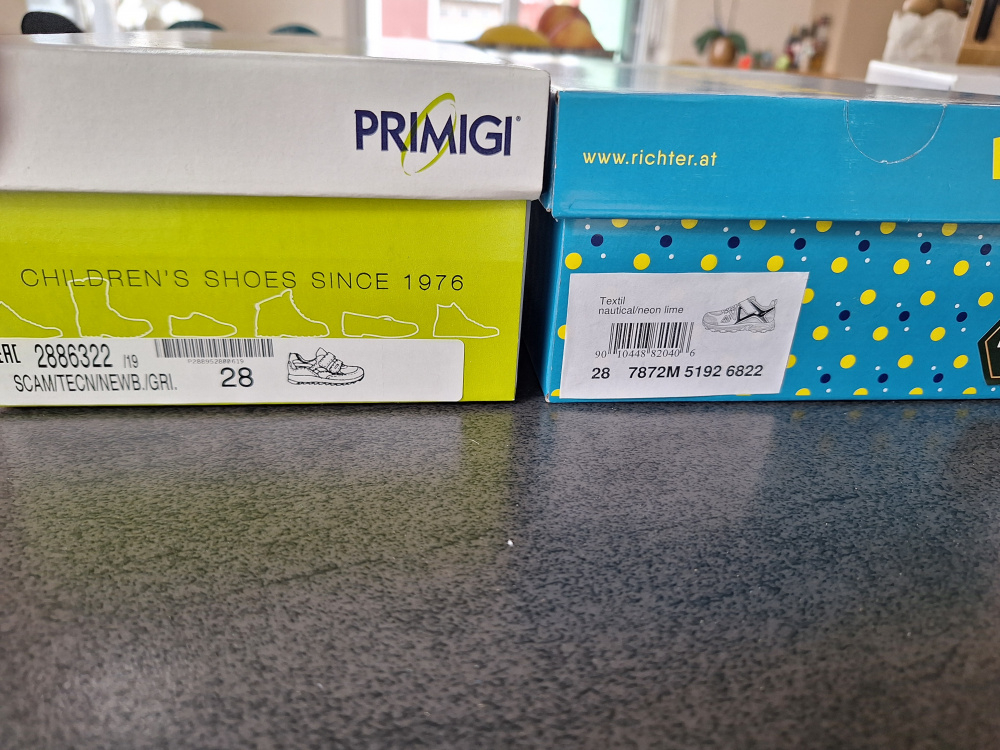 PRIMIGI®
CHILDREN'S SHOES SINCE 1976
2886322 /19
SCAM/TECN/NEWB./GRI.
28
www.richter.at
Textil
nautical/neon lime
90 10448 82040 6
28 7872M 5192 6822